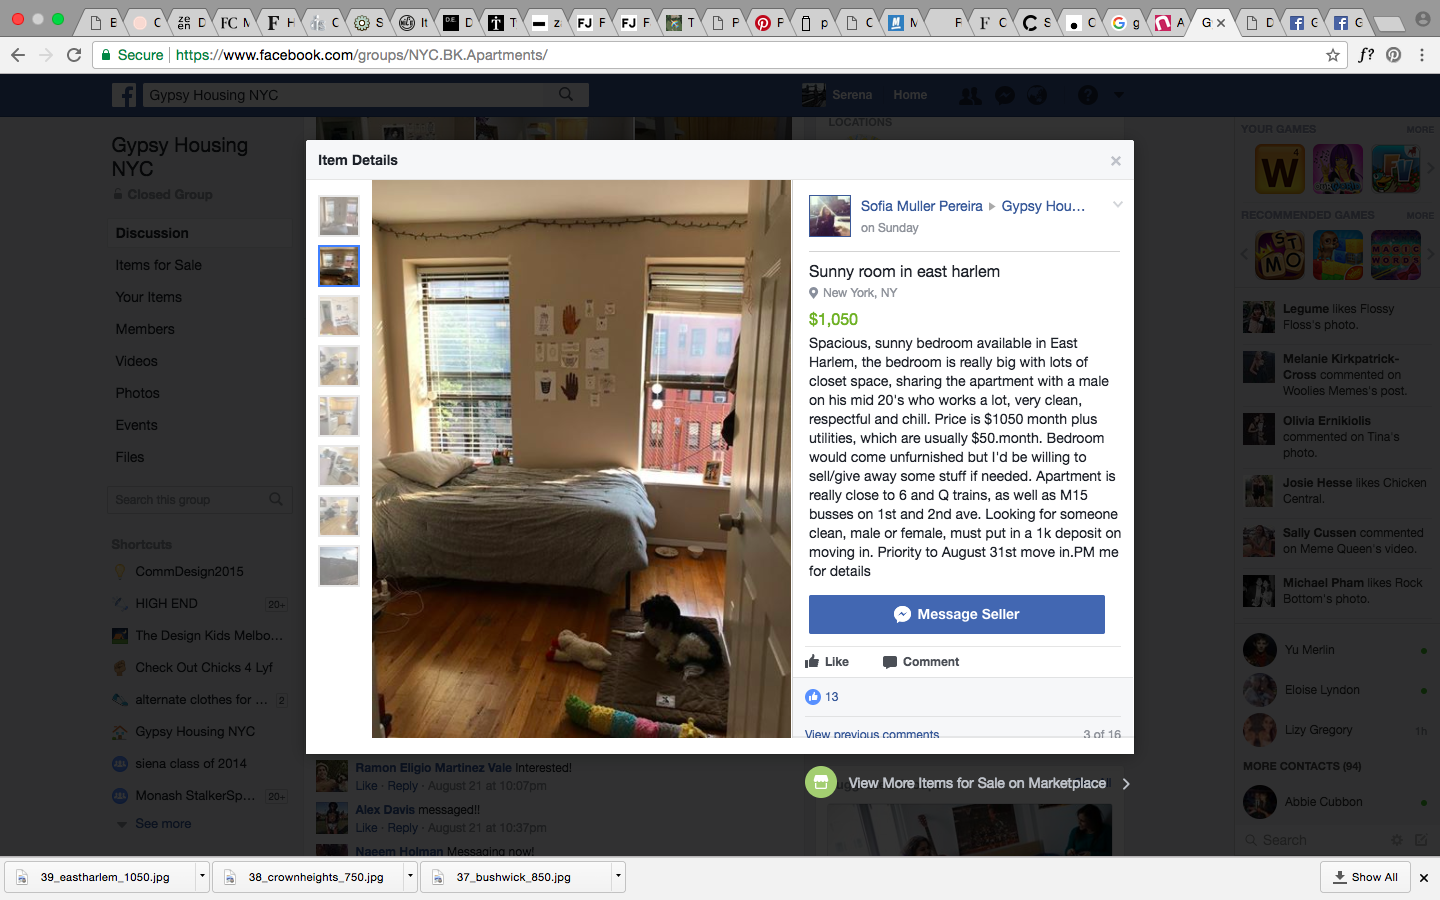 B
C
ze
en
D
FC
M
F
H
C
S
It
D.E
D
T
T
z
FJ
F
FJ
F
T
P
F
p
C
M
F
F
C
S
C
G
g
A
G
D
G
G
Secure
https://www.facebook.com/groups/NYC.BK.Apartments/
f?
Gypsy Housing NYC
Serena
Home
LOCATIONS
Gypsy Housing
NYC
Closed Group
Discussion
Items for Sale
Your Items
Members
Videos
Photos
Events
Files
Search this group
Shortcuts
CommDesign2015
HIGH END 20+
The Design Kids Melbo...
Check Out Chicks 4 Lyf
alternate clothes for ... 2
Gypsy Housing NYC
siena class of 2014
Monash StalkerSp... 20+
See more
Item Details
Sofia Muller Pereira ▸ Gypsy Hou...
on Sunday
Sunny room in east harlem
New York, NY
$1,050
Spacious, sunny bedroom available in East
Harlem, the bedroom is really big with lots of
closet space, sharing the apartment with a male
on his mid 20's who works a lot, very clean,
respectful and chill. Price is $1050 month plus
utilities, which are usually $50.month. Bedroom
would come unfurnished but I'd be willing to
sell/give away some stuff if needed. Apartment is
really close to 6 and Q trains, as well as M15
busses on 1st and 2nd ave. Looking for someone
clean, male or female, must put in a 1k deposit on
moving in. Priority to August 31st move in.PM me
for details
Message Seller
Like
Comment
13
View previous comments
3 of 16
Ramon Eligio Martinez Vale Interested!
Like · Reply · August 21 at 10:07pm
Alex Davis messaged!!
Like · Reply · August 21 at 10:37pm
Naeem Holman Messaging now!
View More Items for Sale on Marketplace
YOUR GAMES
MORE
W
4
RECOMMENDED GAMES
MORE
MAGIC
WORDS
Legume likes Flossy
Floss's photo.
Melanie Kirkpatrick-
Cross commented on
Woolies Memes's post.
Olivia Ernikiolis
commented on Tina's
photo.
Josie Hesse likes Chicken
Central.
Sally Cussen commented
on Meme Queen's video.
Michael Pham likes Rock
Bottom's photo.
Yu Merlin
Eloise Lyndon
Lizy Gregory 1h
MORE CONTACTS (94)
Abbie Cubbon
Search
39_eastharlem_1050.jpg
38_crownheights_750.jpg
37_bushwick_850.jpg
Show All